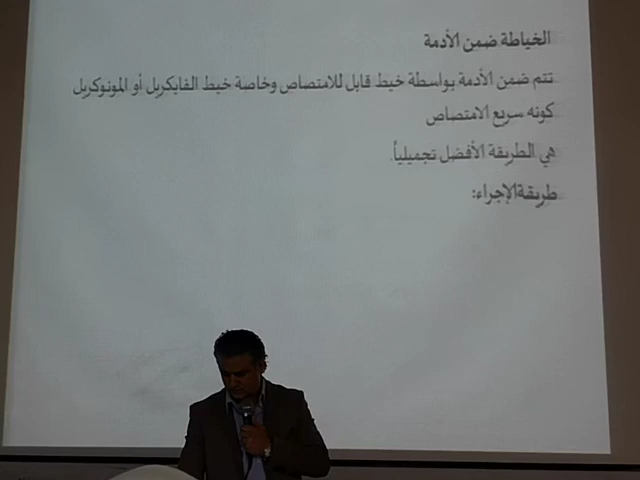 الخياطة ضمن الأدمة
تتم ضمن الأدمة بواسطة خيط قابل للامتصاص وخاصة خيط الفايكريل أو المونوكريل
كونه سريع الامتصاص
هي الطريقة الأفضل تجميلياً.
طريقةالإجراء: